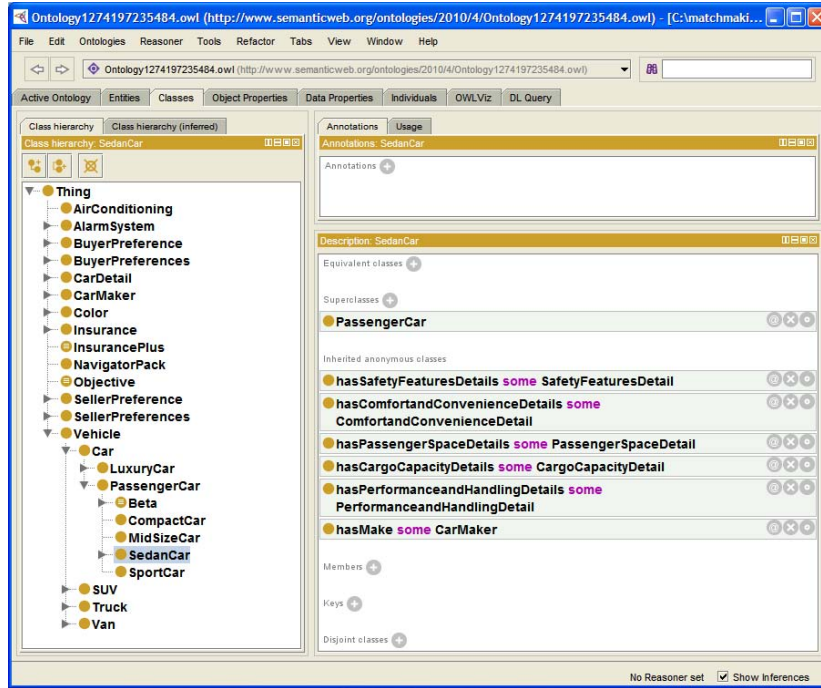 Ontology1274197235484.owl (http://www.semanticweb.org/ontologies/2010/4/Ontology1274197235484.owl) - [C:\matchmaki...
File Edit Ontologies Reasoner Tools Refactor Tabs View Window Help
Ontology1274197235484.owl (http://www.semanticweb.org/ontologies/2010/4/Ontology1274197235484.owl)
Active Ontology Entities Classes Object Properties Data Properties Individuals OWLViz DL Query
Class hierarchy Class hierarchy (inferred)
Class hierarchy: SedanCar
Thing
AirConditioning
AlarmSystem
BuyerPreference
BuyerPreferences
CarDetail
CarMaker
Color
Insurance
InsurancePlus
NavigatorPack
Objective
SellerPreference
SellerPreferences
Vehicle
Car
LuxuryCar
PassengerCar
Beta
CompactCar
MidSizeCar
SedanCar
SportCar
SUV
Truck
Van
Annotations Usage
Annotations: SedanCar
Annotations
Description: SedanCar
Equivalent classes
Superclasses
PassengerCar
Inherited anonymous classes
hasSafetyFeaturesDetails some SafetyFeaturesDetail
hasComfortandConvenienceDetails some
ComfortandConvenienceDetail
hasPassengerSpaceDetails some PassengerSpaceDetail
hasCargoCapacityDetails some CargoCapacityDetail
hasPerformanceandHandlingDetails some
PerformanceandHandlingDetail
hasMake some CarMaker
Members
Keys
Disjoint classes
No Reasoner set Show Inferences